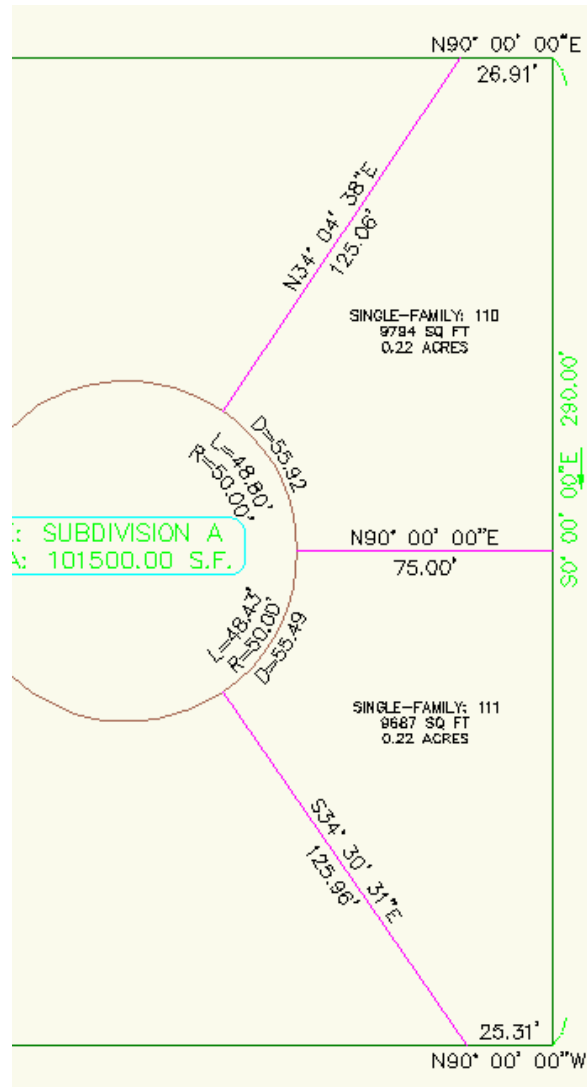 N90° 00' 00"E
26.91'
N34° 04' 38"E
125.06'
SINGLE-FAMILY: 110
9794 SQ FT
0.22 ACRES
290.00'
S0° 00' 00"E
D=55.92
L=48.80'
R=50.00'
: SUBDIVISION A
A: 101500.00 S.F.
N90° 00' 00"E
75.00'
L=48.43'
R=50.00'
D=55.49
SINGLE-FAMILY: 111
9687 SQ FT
0.22 ACRES
S34° 30' 31"E
125.96'
25.31'
N90° 00' 00"W